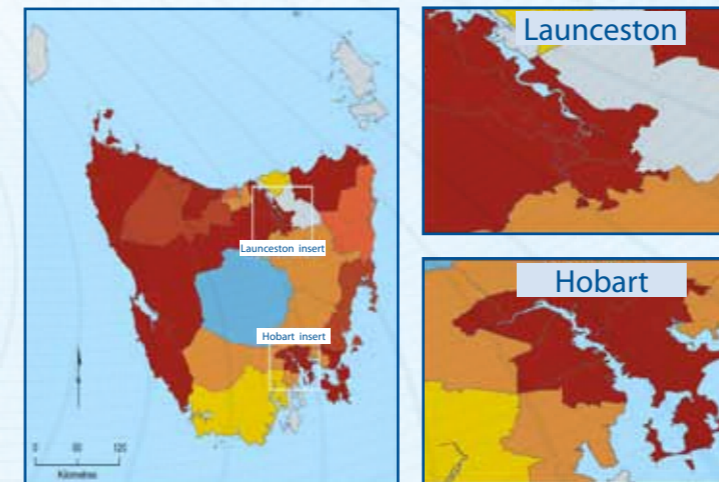 Launceston
Launceston insert
Hobart insert
Hobart
0 60 120
Kilometres